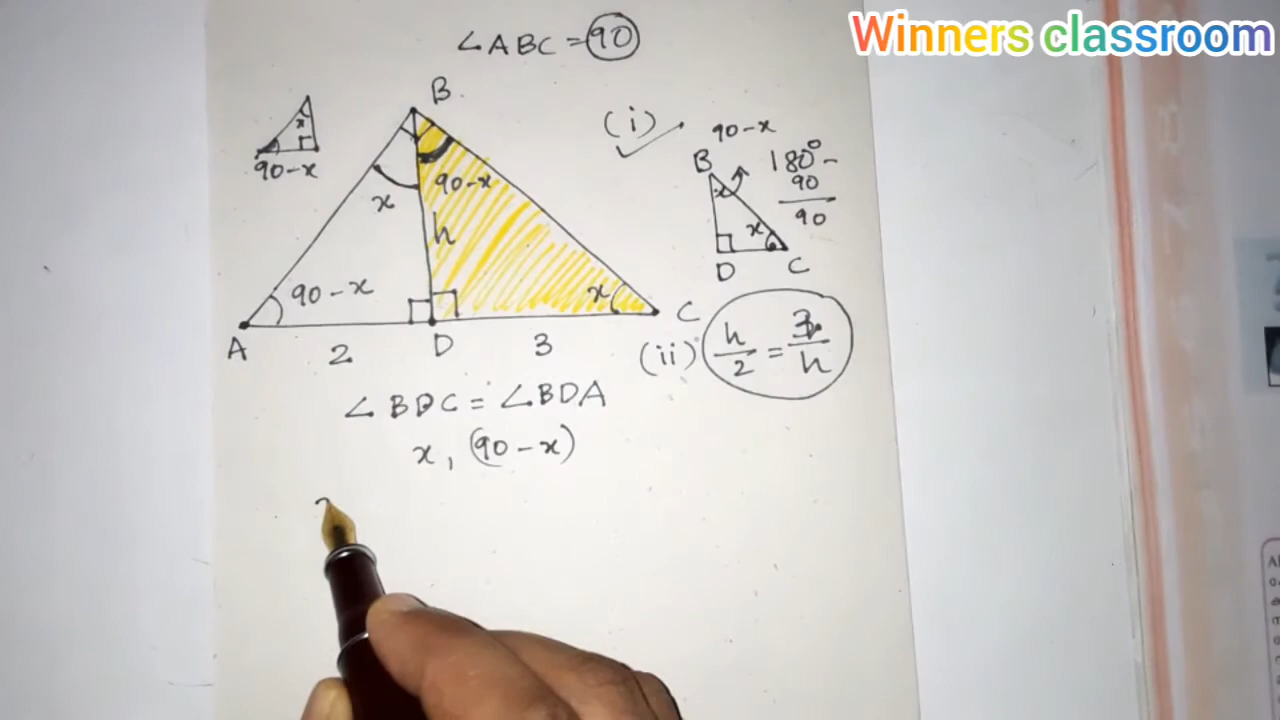 Winners classroom
∠ABC = 90
B
x
90-x
x
90-x
h
90-x
x
A
2
D
3
C
(i)
90-x
B
180° -
90
90
x
x
D
C
(ii) h/2 = 3/h
∠BDC = ∠BDA
x, (90-x)